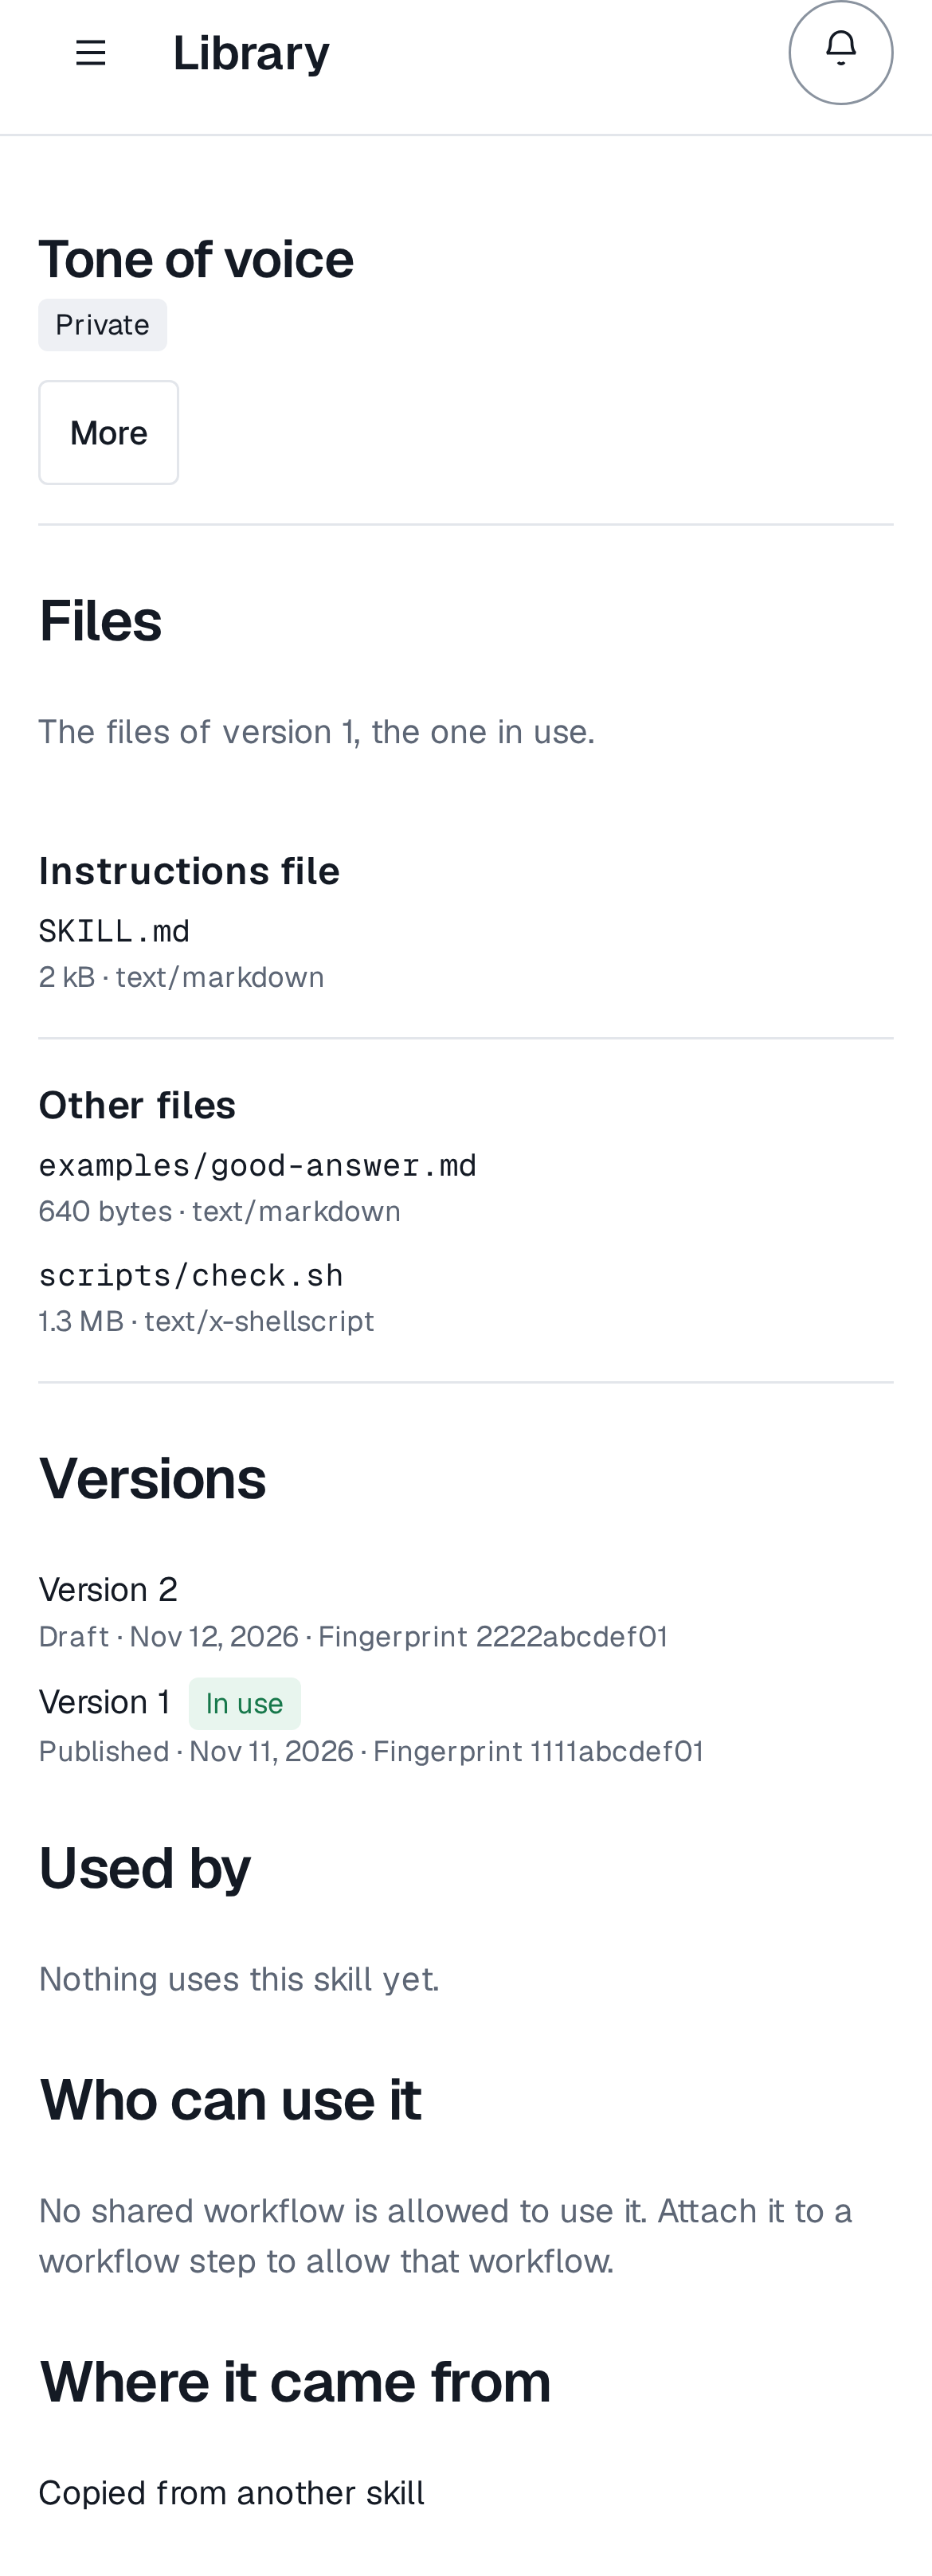 Library
Tone of voice
Private
More
Files
The files of version 1, the one in use.
Instructions file
SKILL.md
2 kB · text/markdown
Other files
examples/good-answer.md
640 bytes · text/markdown
scripts/check.sh
1.3 MB · text/x-shellscript
Versions
Version 2
Draft · Nov 12, 2026 · Fingerprint 2222abcdef01
Version 1 In use
Published · Nov 11, 2026 · Fingerprint 1111abcdef01
Used by
Nothing uses this skill yet.
Who can use it
No shared workflow is allowed to use it. Attach it to a
workflow step to allow that workflow.
Where it came from
Copied from another skill